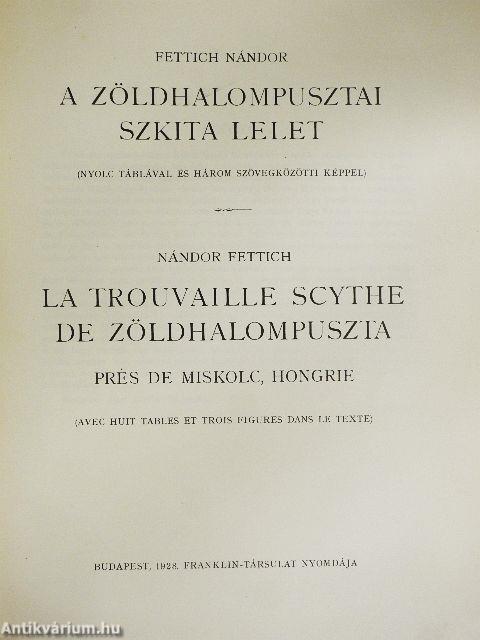 FETTICH NÁNDOR
A ZÖLDHALOMPUSZTAI
SZKITA LELET
(NYOLC TÁBLÁVAL ÉS HÁROM SZÖVEGKÖZÖTTI KÉPPEL)
NÁNDOR FETTICH
LA TROUVAILLE SCYTHE
DE ZÖLDHALOMPUSZTA
PRÉS DE MISKOLC, HONGRIE
(AVEC HUIT TABLES ET TROIS FIGURES DANS LE TEXTE)
BUDAPEST, 1928. FRANKLIN-TÁRSULAT NYOMDÁJA
Antikvárium.hu